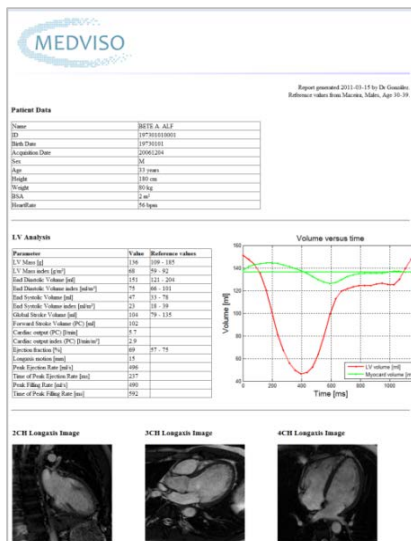 MEDVISO
Report generated 2011-03-15 by Dr González.
Reference values from Maceira, Males, Age 30-39.
Patient Data
Name BETE A. ALF
ID 197301010001
Birth Date 19730101
Acquisition Date 20061204
Sex M
Age 33 years
Height 180 cm
Weight 80 kg
BSA 2 m²
HeartRate 56 bpm
LV Analysis
Parameter Value Reference values
LV Mass [g] 136 109 - 185
LV Mass index [g/m²] 68 59 - 92
End Diastolic Volume [ml] 151 121 - 204
End Diastolic Volume index [ml/m²] 75 66 - 101
End Systolic Volume [ml] 47 33 - 78
End Systolic Volume index [ml/m²] 23 18 - 39
Global Stroke Volume [ml] 104 79 - 135
Forward Stroke Volume (PC) [ml] 102
Cardiac output (PC) [l/min] 5.7
Cardiac output index (PC) [l/min/m²] 2.9
Ejection fraction [%] 69 57 - 75
Longaxis motion [mm] 15
Peak Ejection Rate [ml/s] 496
Time of Peak Ejection Rate [ms] 237
Peak Filling Rate [ml/s] 490
Time of Peak Filling Rate [ms] 592
Volume versus time
Volume [ml]
160
140
120
100
80
60
40
0 200 400 600 800 1000
Time [ms]
LV volume [ml]
Myocard volume [ml]
2CH Longaxis Image 3CH Longaxis Image 4CH Longaxis Image